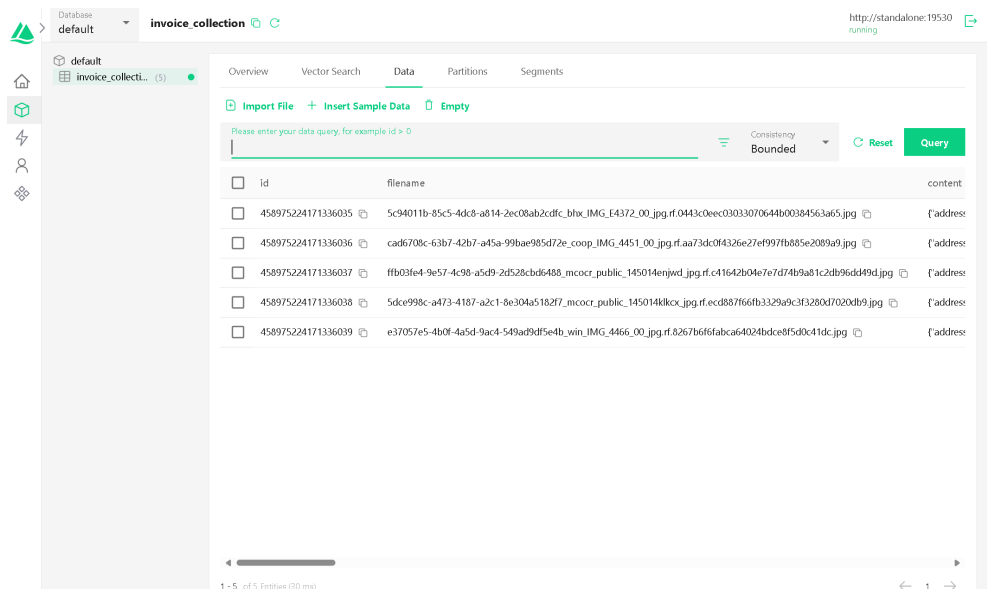 Database
default
invoice_collection
http://standalone:19530
running
default
invoice_collecti... (5)
Overview Vector Search Data Partitions Segments
Import File Insert Sample Data Empty
Please enter your data query, for example id > 0
Consistency
Bounded
Reset Query
id filename content
458975224171336035 5c94011b-85c5-4dc8-a814-2ec08ab2cdfc_bhx_IMG_E4372_00_jpg.rf.0443c0eec03033070644b00384563a65.jpg {"address
458975224171336036 cad6708c-63b7-42b7-a45a-99bae985d72e_coop_IMG_4451_00_jpg.rf.aa73dc0f4326e27ef997fb885e2089a9.jpg {"address
458975224171336037 ffb03fe4-9e57-4c98-a5d9-2d528cbd6488_mcocr_public_145014enjwd_jpg.rf.c41642b04e7e7d74b9a81c2db96dd49d.jpg {"address
458975224171336038 5dce998c-a473-4187-a2c1-8e304a5182f7_mcocr_public_145014klkcx_jpg.rf.ecd887f66fb3329a9c3f3280d7020db9.jpg {"address
458975224171336039 e37057e5-4b0f-4a5d-9ac4-549ad9df5e4b_win_IMG_4466_00_jpg.rf.8267b6f6fabca64024bdce8f5d0c41dc.jpg {"address
1 - 5 of 5 Entities (30 ms) 1